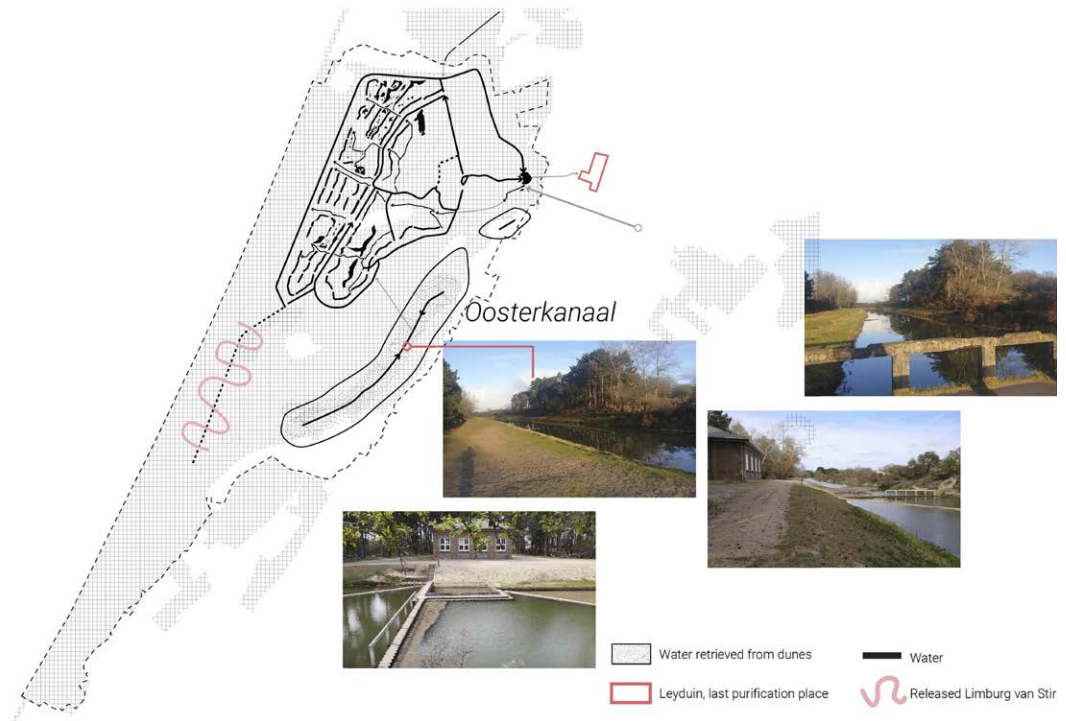 Oosterkanaal
Water retrieved from dunes
Water
Leyduin, last purification place
Released Limburg van Stir